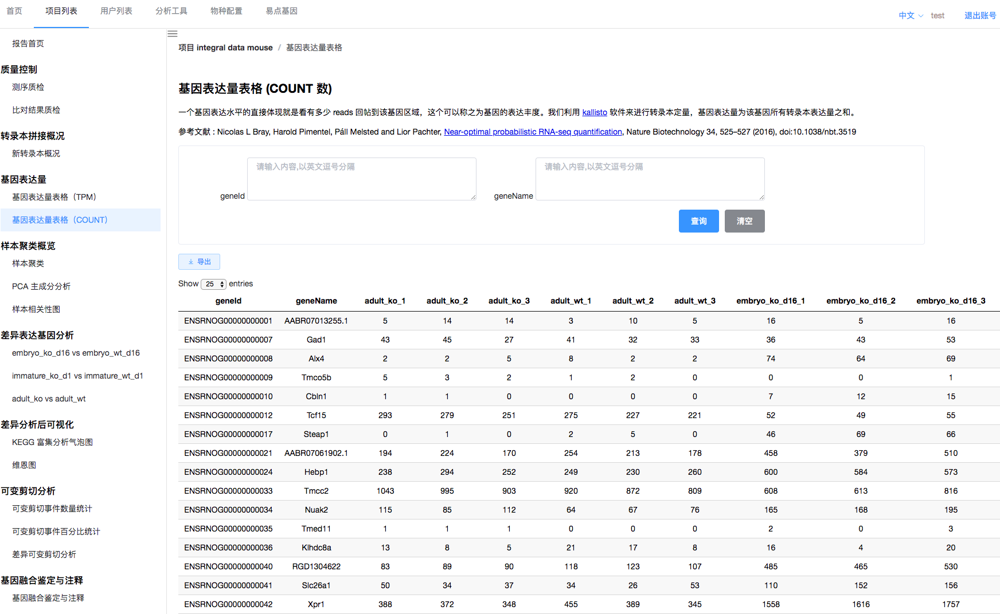 首页 项目列表 用户列表 分析工具 物种配置 易点基因 中文 test 退出账号
报告首页
质量控制
测序质检
比对结果质检
转录本拼接概况
新转录本概况
基因表达量
基因表达量表格（TPM）
基因表达量表格（COUNT）
样本聚类概览
样本聚类
PCA 主成分分析
样本相关性图
差异表达基因分析
embryo_ko_d16 vs embryo_wt_d16
immature_ko_d1 vs immature_wt_d1
adult_ko vs adult_wt
差异分析后可视化
KEGG 富集分析气泡图
维恩图
可变剪切分析
可变剪切事件数量统计
可变剪切事件百分比统计
差异可变剪切分析
基因融合鉴定与注释
基因融合鉴定与注释
项目 integral data mouse / 基因表达量表格
基因表达量表格 (COUNT 数)
一个基因表达水平的直接体现就是看有多少 reads 回帖到该基因区域，这个可以称之为基因的表达丰度。我们利用 kallisto 软件来进行转录本定量，基因表达量为该基因所有转录本表达量之和。
参考文献 : Nicolas L Bray, Harold Pimentel, Páll Melsted and Lior Pachter, Near-optimal probabilistic RNA-seq quantification, Nature Biotechnology 34, 525–527 (2016), doi:10.1038/nbt.3519
geneId 请输入内容,以英文逗号分隔 geneName 请输入内容,以英文逗号分隔
查询 清空
导出
Show 25 entries
geneId geneName adult_ko_1 adult_ko_2 adult_ko_3 adult_wt_1 adult_wt_2 adult_wt_3 embryo_ko_d16_1 embryo_ko_d16_2 embryo_ko_d16_3
ENSRNOG00000000001 AABR07013255.1 5 14 14 3 10 5 16 5 16
ENSRNOG00000000007 Gad1 43 45 27 41 32 33 36 43 53
ENSRNOG00000000008 Alx4 2 2 5 8 2 2 74 64 69
ENSRNOG00000000009 Tmco5b 5 3 2 1 2 0 0 0 1
ENSRNOG00000000010 Cbln1 1 1 0 0 0 0 7 12 15
ENSRNOG00000000012 Tcf15 293 279 251 275 227 221 52 49 55
ENSRNOG00000000017 Steap1 0 1 0 2 5 0 46 69 66
ENSRNOG00000000021 AABR07061902.1 194 224 170 254 213 178 458 379 510
ENSRNOG00000000024 Hebp1 238 294 252 249 230 260 600 584 573
ENSRNOG00000000033 Tmcc2 1043 995 903 920 872 809 608 613 816
ENSRNOG00000000034 Nuak2 115 85 112 64 67 76 165 168 195
ENSRNOG00000000035 Tmed11 1 1 1 0 0 0 2 0 3
ENSRNOG00000000036 Klhdc8a 13 8 5 21 17 8 16 4 20
ENSRNOG00000000040 RGD1304622 83 89 90 118 123 107 485 465 530
ENSRNOG00000000041 Slc26a1 50 34 37 34 26 53 110 152 156
ENSRNOG00000000042 Xpr1 388 372 348 455 389 345 1558 1616 1757